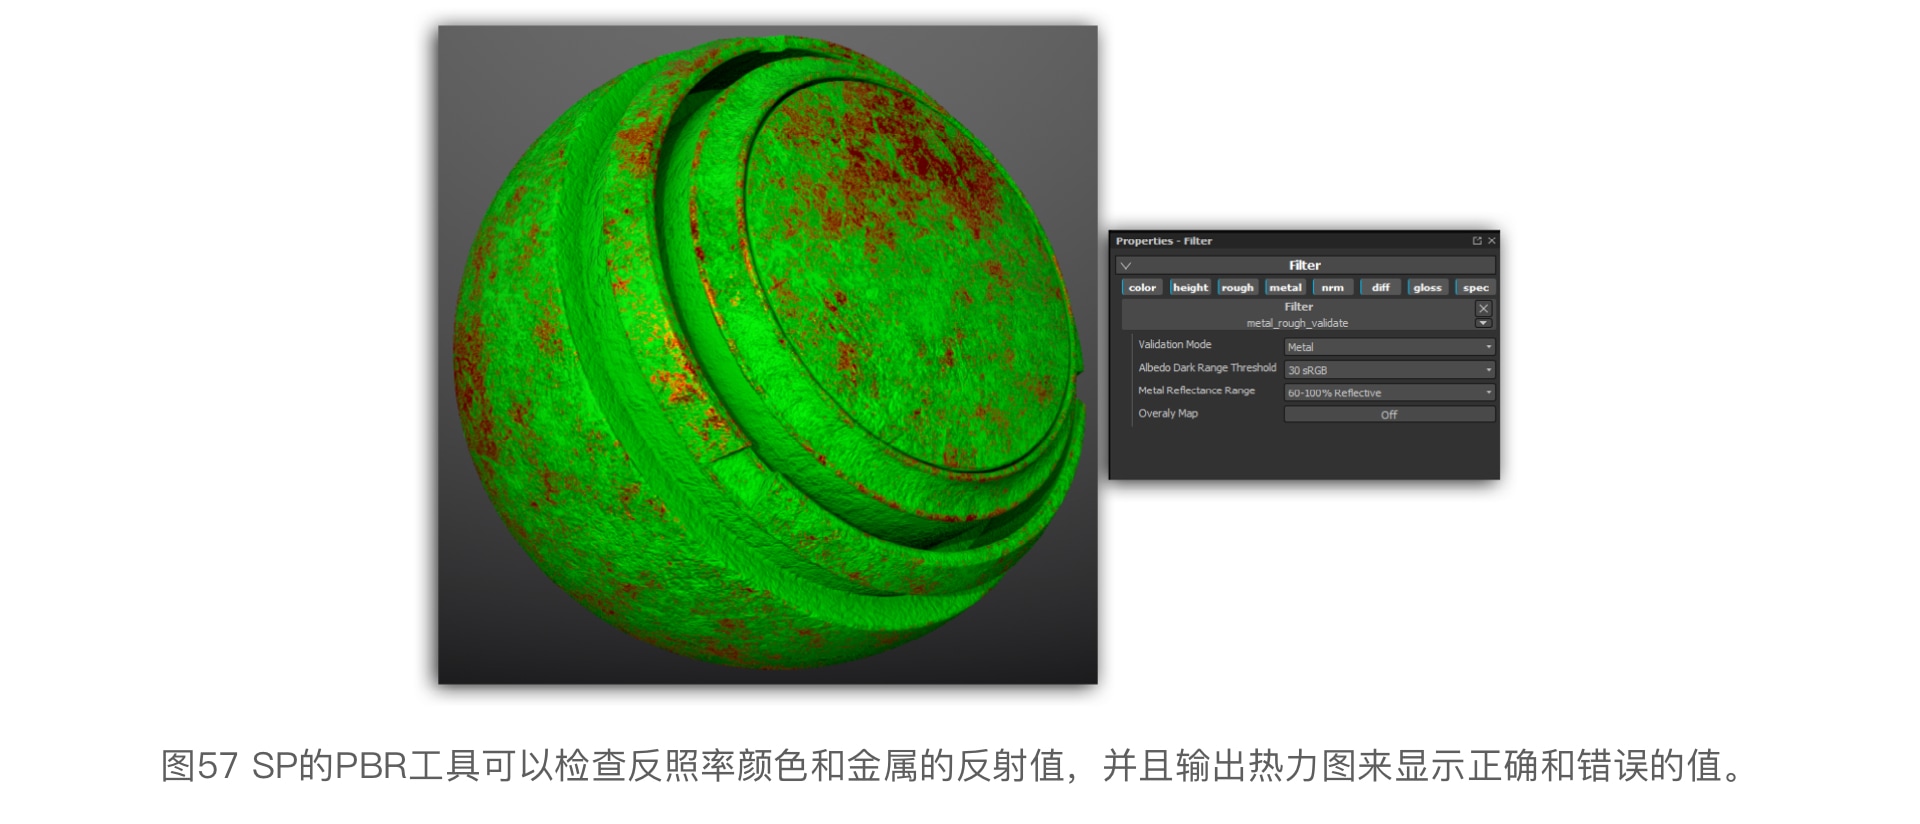 Properties - Filter
Filter
color height rough metal nrm diff gloss spec
Filter
metal_rough_validate
Validation Mode Metal
Albedo Dark Range Threshold 30 sRGB
Metal Reflectance Range 60-100% Reflective
Overaly Map Off
图57 SP的PBR工具可以检查反照率颜色和金属的反射值，并且输出热力图来显示正确和错误的值。